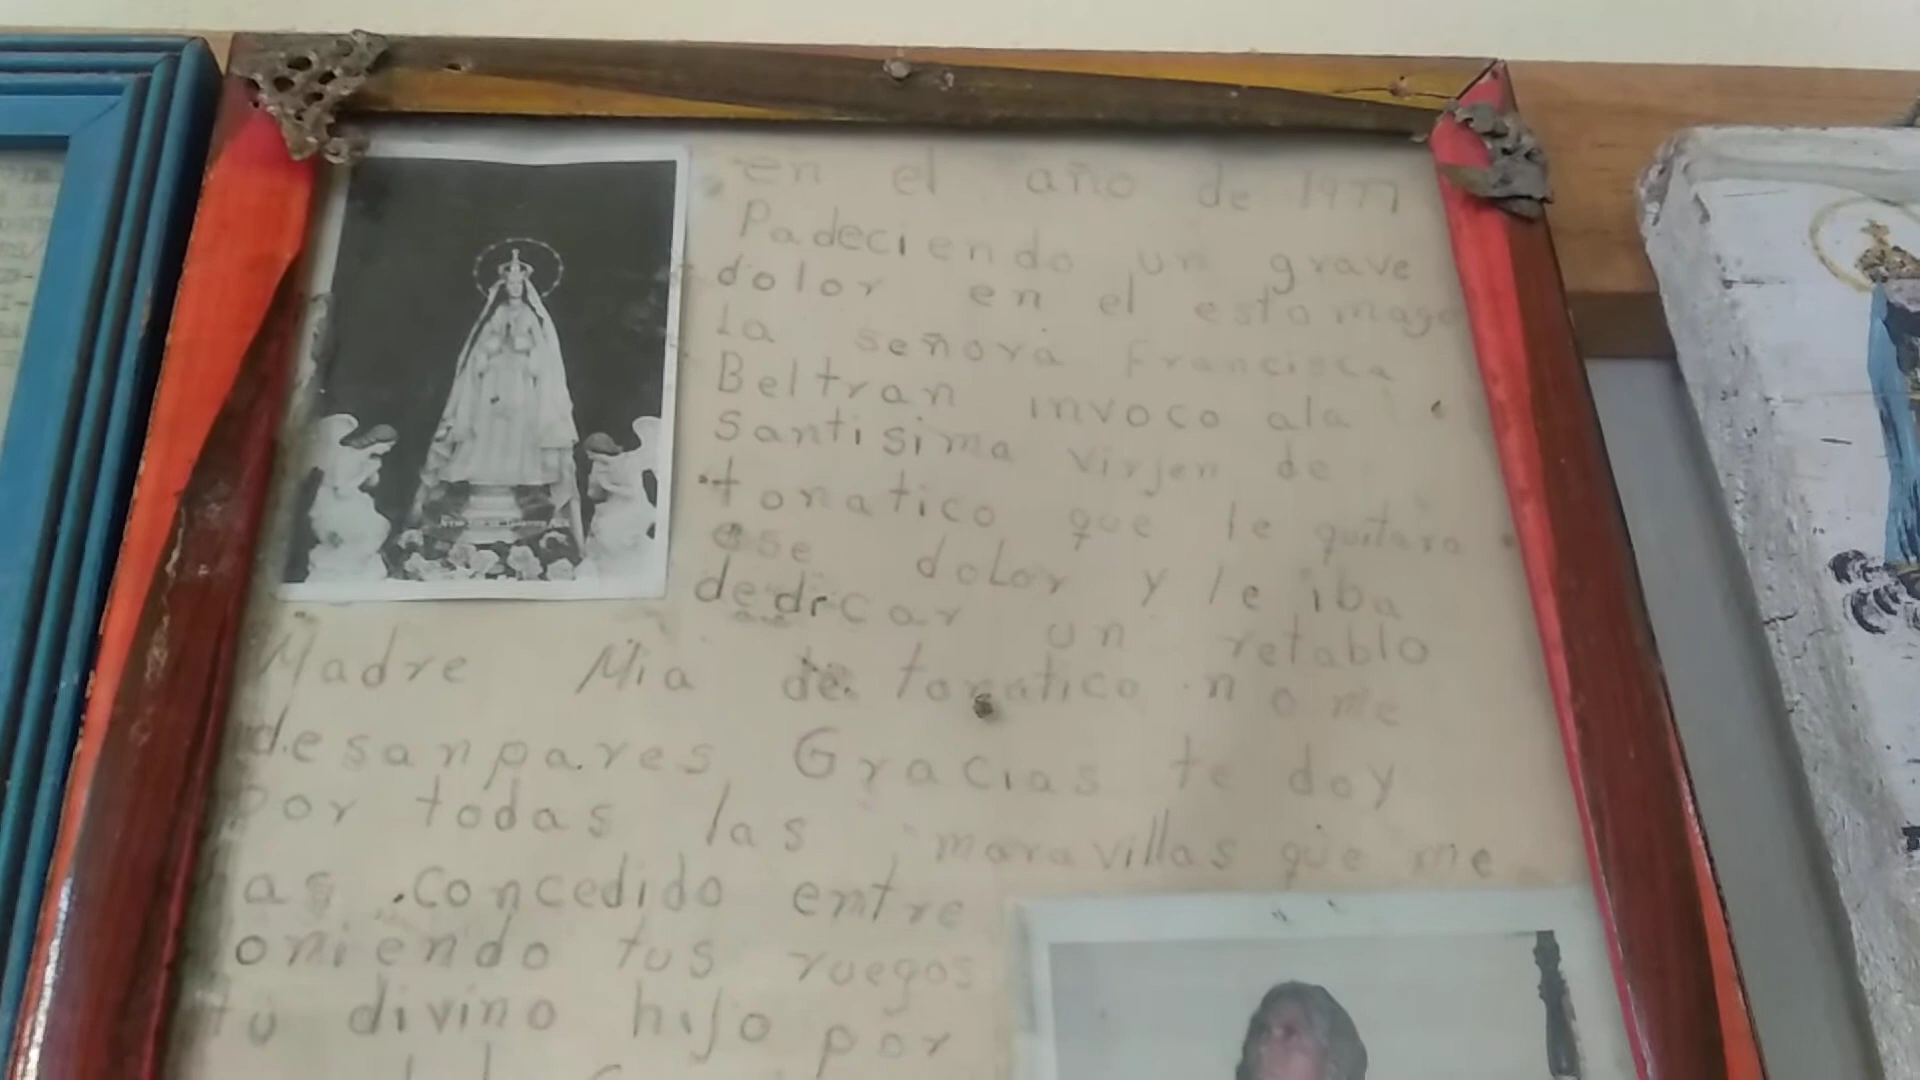 en el año de 1977
Padeciendo un grave
dolor en el estomago
La señora Francisca
Beltran invoco ala
Santisima Virjen de
tonatico que le quitara
ese dolor y le iba
dedicar un retablo
Madre Mia de tonatico no me
desanpares Gracias te doy
por todas las maravillas que me
as concedido entre
oniendo tus ruegos
tu divino hijo por